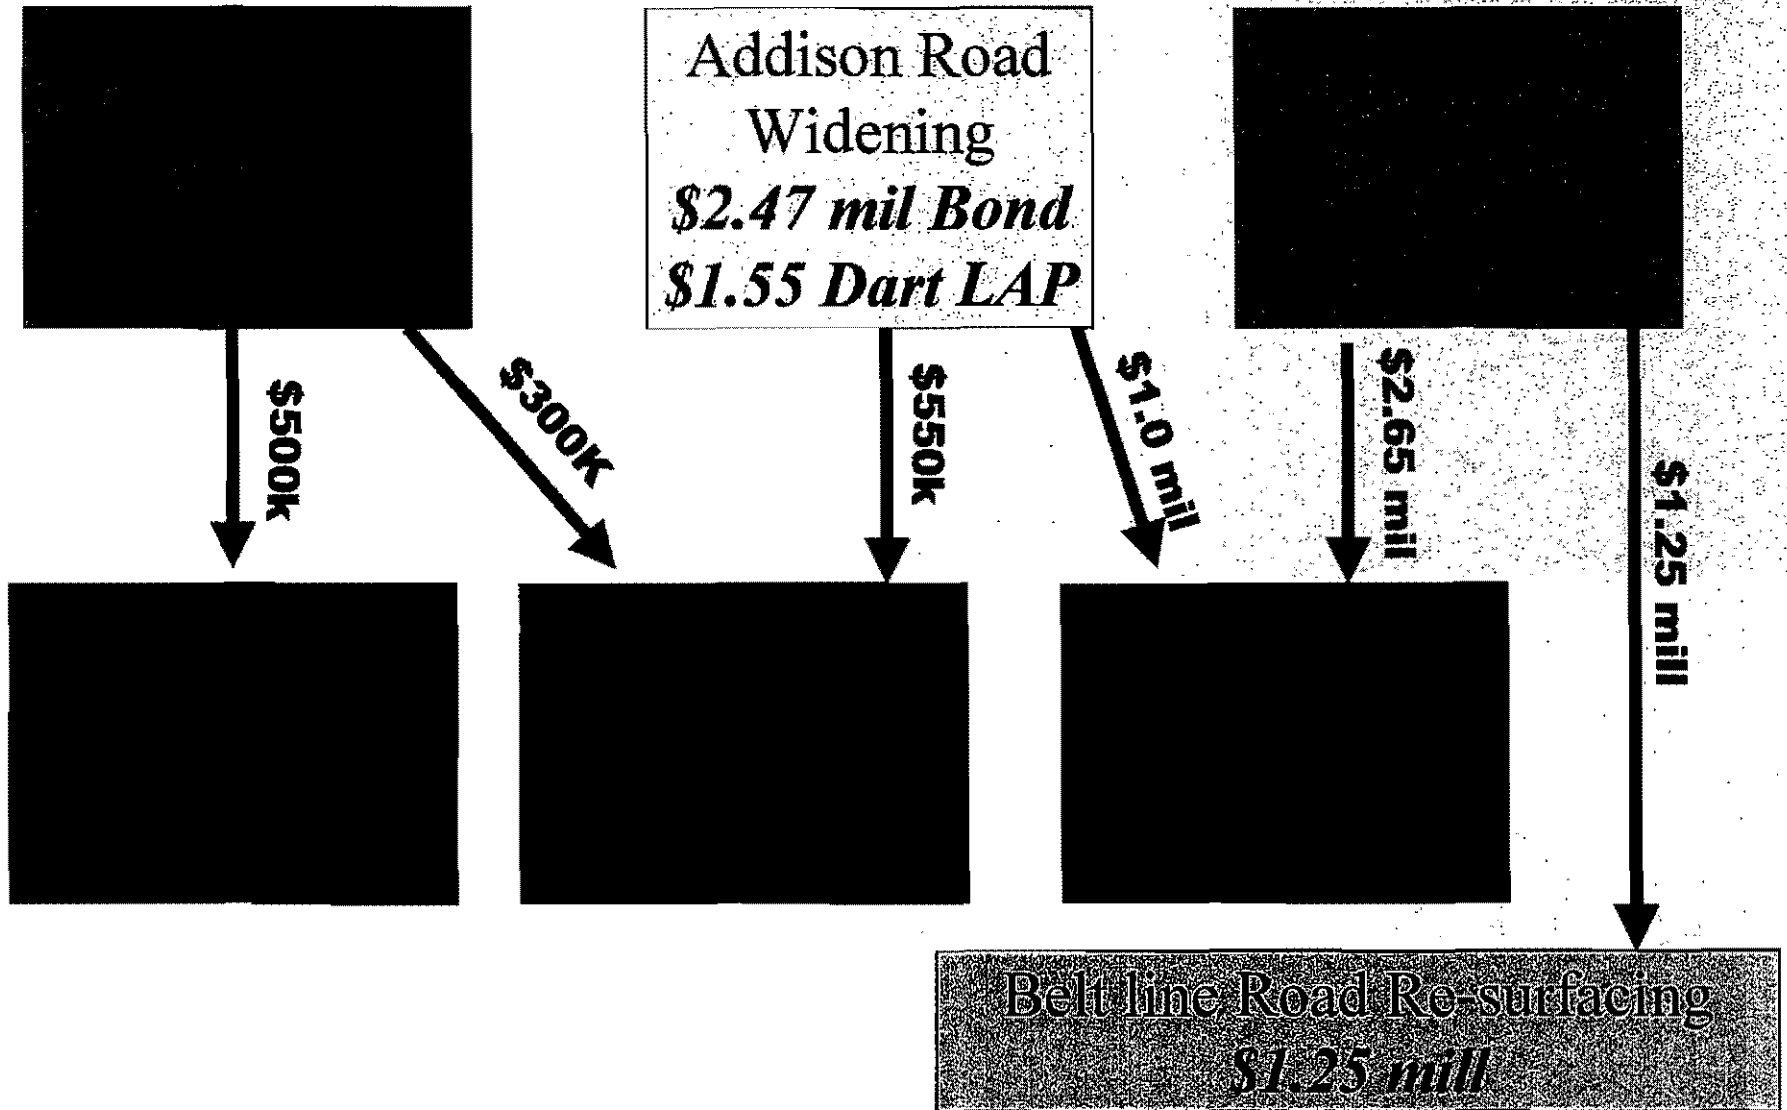 Addison Road
Widening
$2.47 mil Bond
$1.55 Dart LAP
$500k
$300K
$550k
$1.0 mil
$2.65 mil
$1.25 mill
Belt line Road Re-surfacing
$1.25 mill